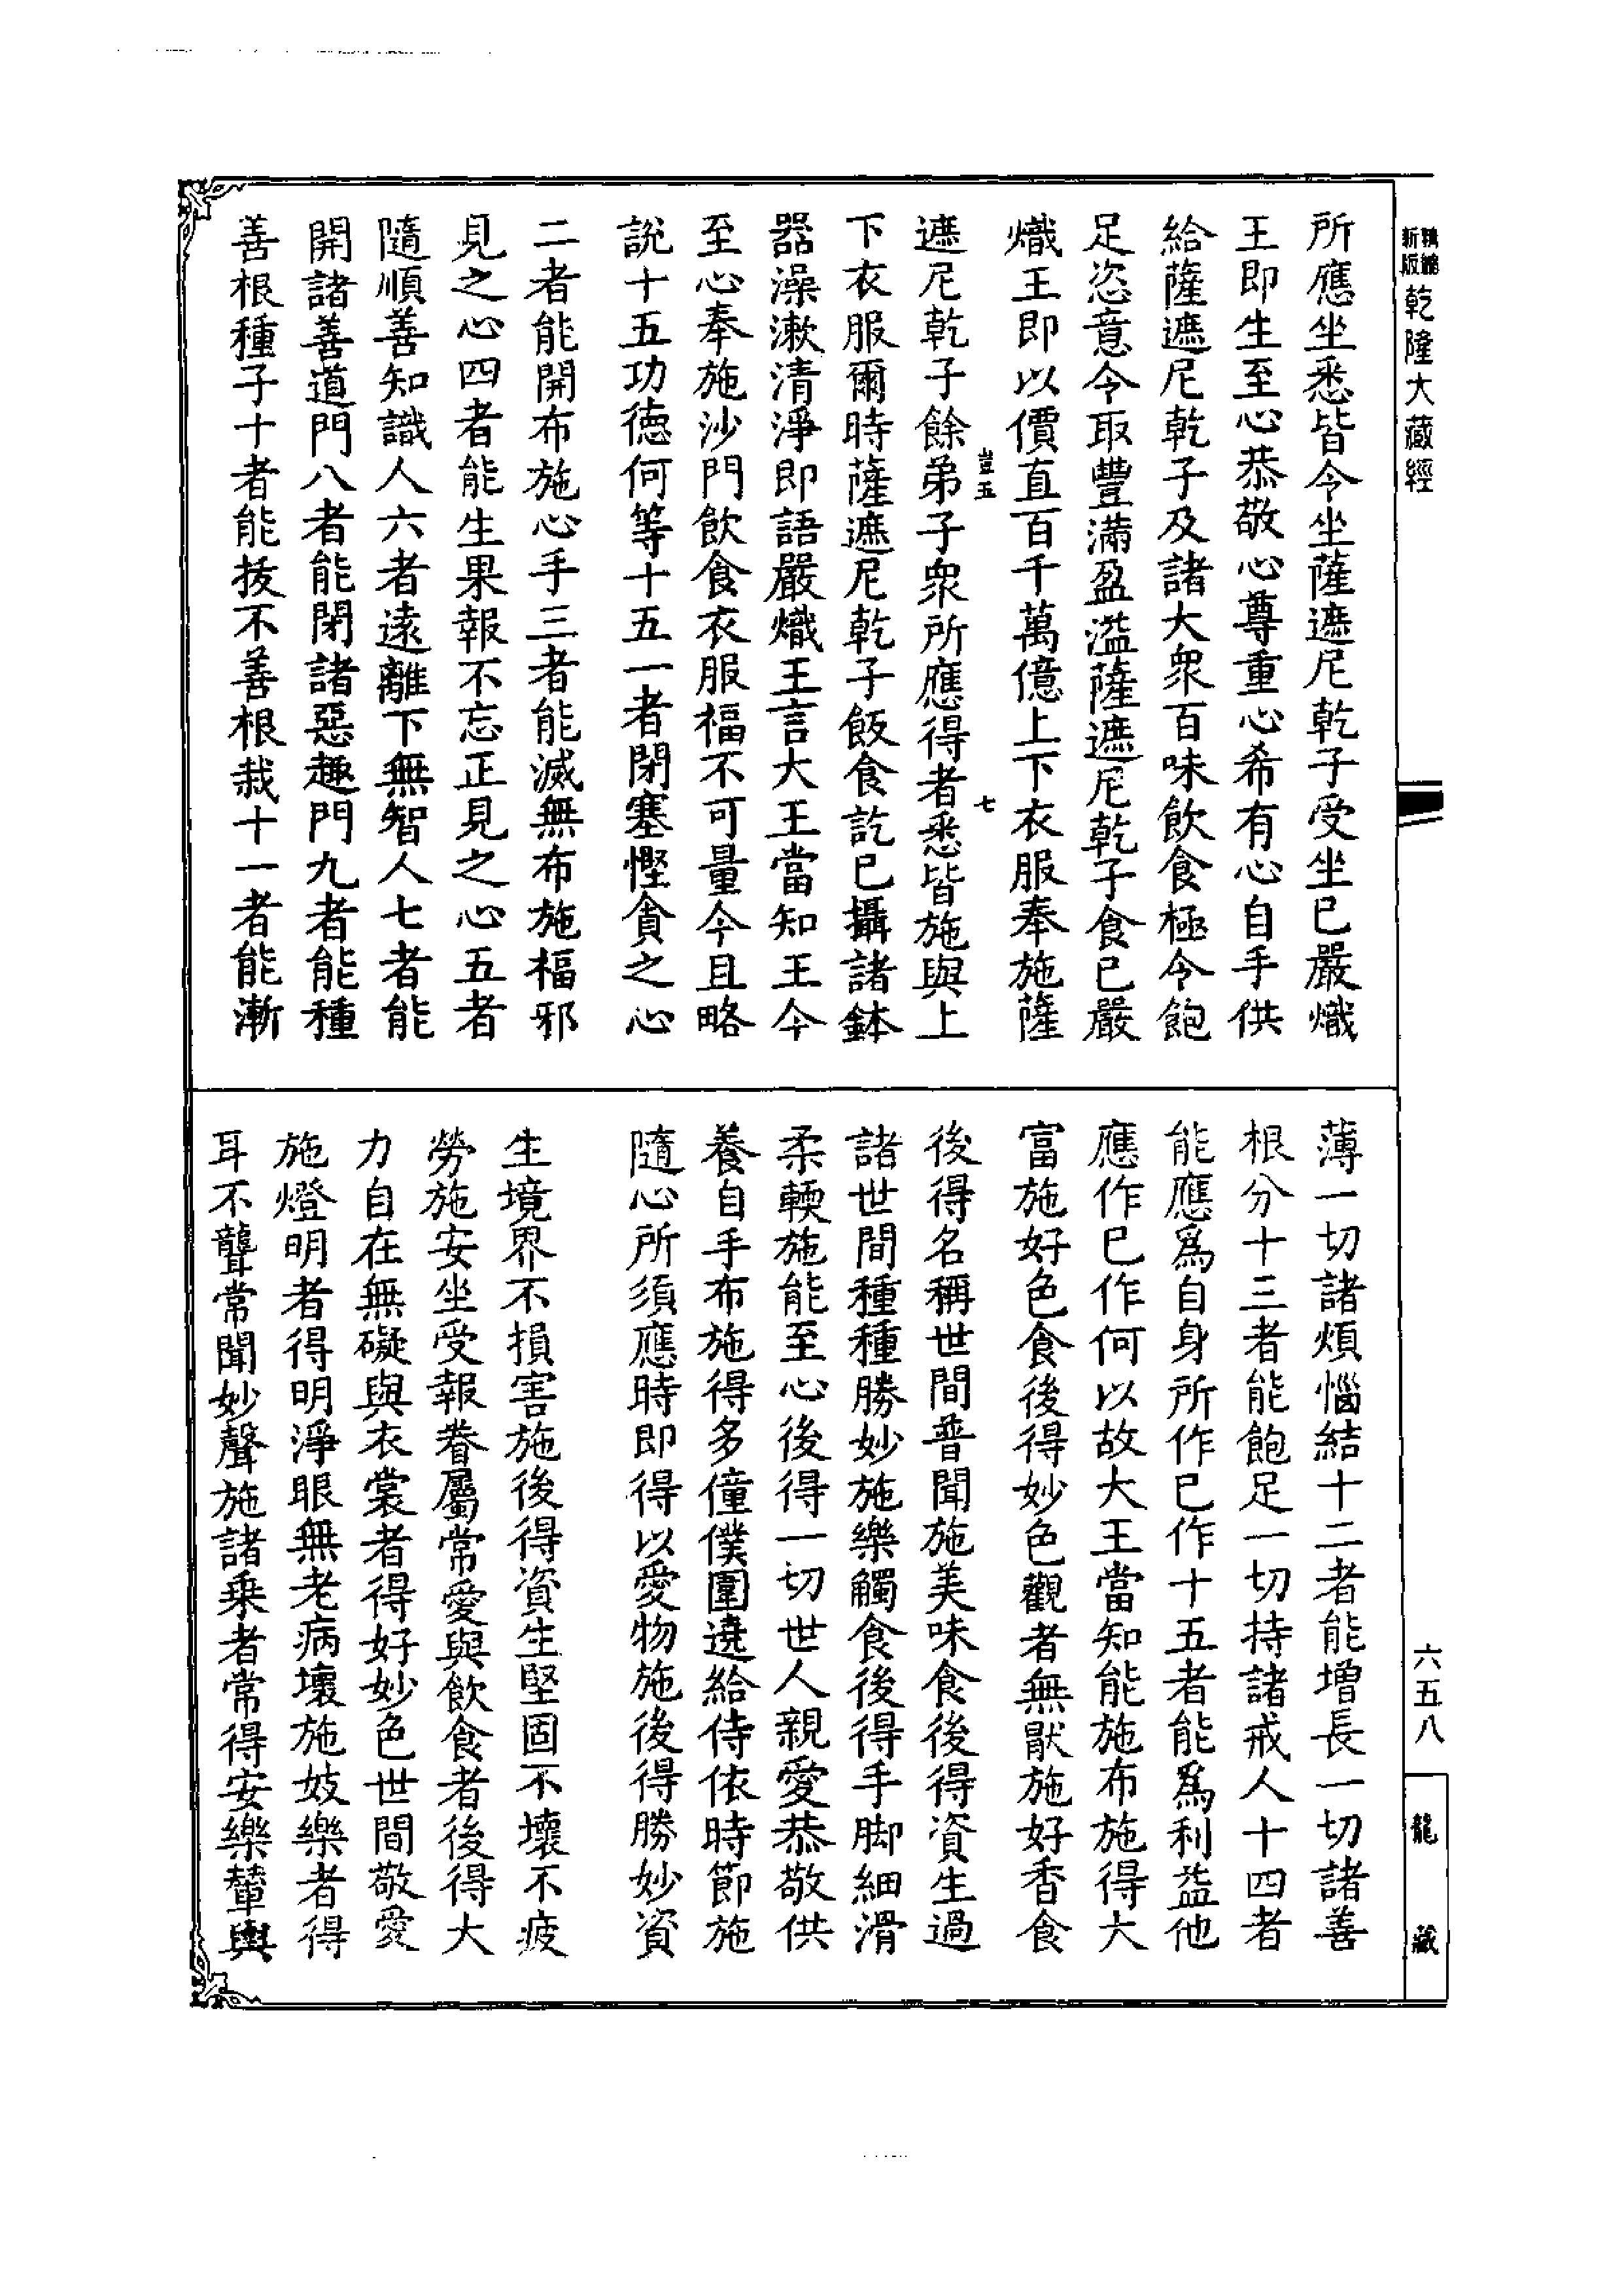 新版
精縮
乾隆大藏經
六五八
龍藏
所應坐悉皆令坐薩遮尼乾子受坐已嚴熾
王即生至心恭敬心尊重心希有心自手供
給薩遮尼乾子及諸大衆百味飲食極令飽
足恣意令取豐滿盈溢薩遮尼乾子食已嚴
熾王即以價直百千萬億上下衣服奉施薩
豈五 七
遮尼乾子餘弟子衆所應得者悉皆施與上
下衣服爾時薩遮尼乾子飯食訖已攝諸鉢
器澡漱清淨即語嚴熾王言大王當知王今
至心奉施沙門飲食衣服福不可量今且略
說十五功德何等十五一者閉塞慳貪之心
二者能開布施心手三者能滅無布施福邪
見之心四者能生果報不忘正見之心五者
隨順善知識人六者遠離下無智人七者能
開諸善道門八者能閉諸惡趣門九者能種
善根種子十者能拔不善根栽十一者能漸
薄一切諸煩惱結十二者能增長一切諸善
根分十三者能飽足一切持諸戒人十四者
能應爲自身所作已作十五者能爲利益他
應作已作何以故大王當知能施布施得大
富施好色食後得妙色觀者無厭施好香食
後得名稱世間普聞施美味食後得資生過
諸世間種種勝妙施樂觸食後得手脚細滑
柔輭施能至心後得一切世人親愛恭敬供
養自手布施得多僮僕圍遶給侍依時節施
隨心所須應時即得以愛物施後得勝妙資
生境界不損害施後得資生堅固不壞不疲
勞施安坐受報眷屬常愛與飲食者後得大
力自在無礙與衣裳者得好妙色世間敬愛
施燈明者得明淨眼無老病壞施妓樂者得
耳不聾常聞妙聲施諸乘者常得安樂輦輿